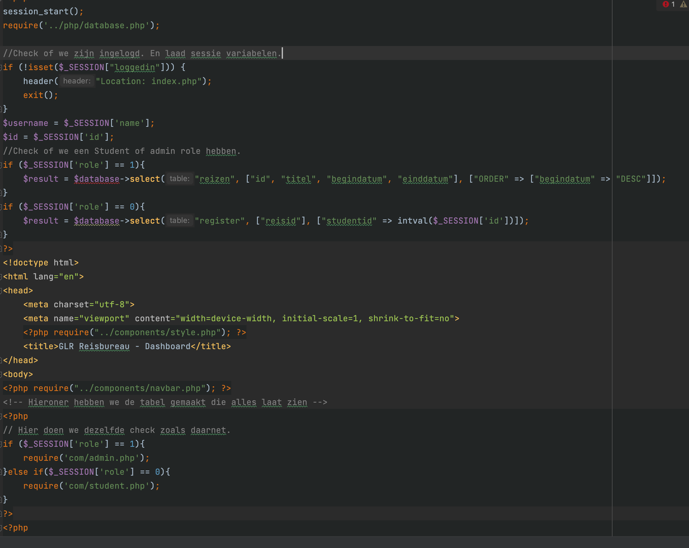 session_start();
require('../php/database.php');
//Check of we zijn ingelogd. En laad sessie variabelen.
if (!isset($_SESSION["loggedin"])) {
header( header: "Location: index.php");
exit();
}
$username = $_SESSION['name'];
$id = $_SESSION['id'];
//Check of we een Student of admin role hebben.
if ($_SESSION['role'] == 1){
$result = $database->select( table: "reizen", ["id", "titel", "begindatum", "einddatum"], ["ORDER" => ["begindatum" => "DESC"]]);
}
if ($_SESSION['role'] == 0){
$result = $database->select( table: "register", ["reisid"], ["studentid" => intval($_SESSION['id'])]);
}
?>
<!doctype html>
<html lang="en">
<head>
<meta charset="utf-8">
<meta name="viewport" content="width=device-width, initial-scale=1, shrink-to-fit=no">
<?php require("../components/style.php"); ?>
<title>GLR Reisbureau - Dashboard</title>
</head>
<body>
<?php require("../components/navbar.php"); ?>
<!-- Hieroner hebben we de tabel gemaakt die alles laat zien -->
<?php
// Hier doen we dezelfde check zoals daarnet.
if ($_SESSION['role'] == 1){
require('com/admin.php');
}else if($_SESSION['role'] == 0){
require('com/student.php');
}
?>
<?php
1